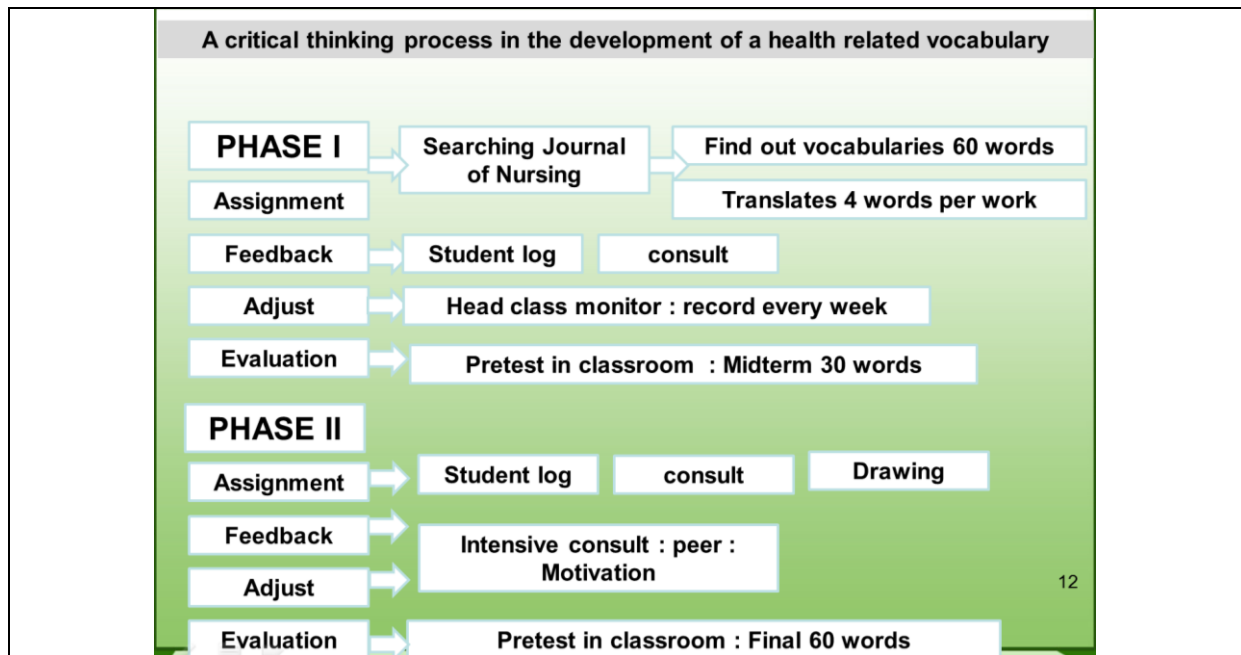 A critical thinking process in the development of a health related vocabulary
PHASE I
Searching Journal
of Nursing
Find out vocabularies 60 words
Assignment
Translates 4 words per work
Feedback
Student log
consult
Adjust
Head class monitor : record every week
Evaluation
Pretest in classroom : Midterm 30 words
PHASE II
Assignment
Student log
consult
Drawing
Feedback
Intensive consult : peer :
Motivation
Adjust
12
Evaluation
Pretest in classroom : Final 60 words